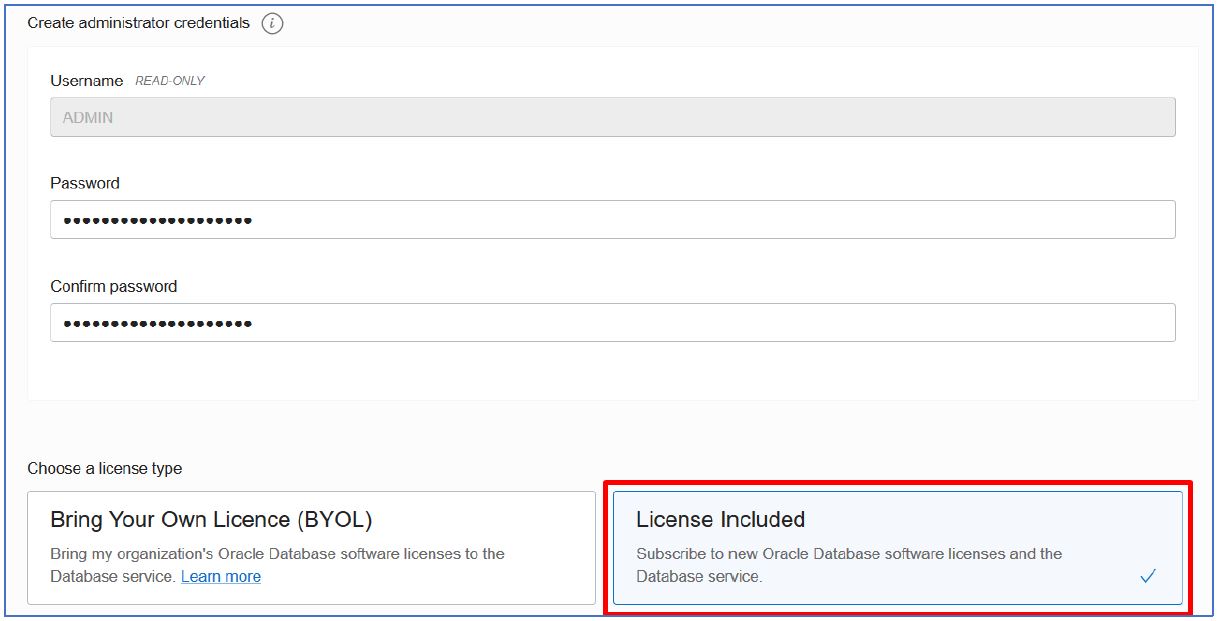 Create administrator credentials i
Username READ-ONLY
ADMIN
Password
••••••••••••••••••••
Confirm password
••••••••••••••••••••
Choose a license type
Bring Your Own Licence (BYOL)
Bring my organization's Oracle Database software licenses to the
Database service. Learn more
License Included
Subscribe to new Oracle Database software licenses and the
Database service.